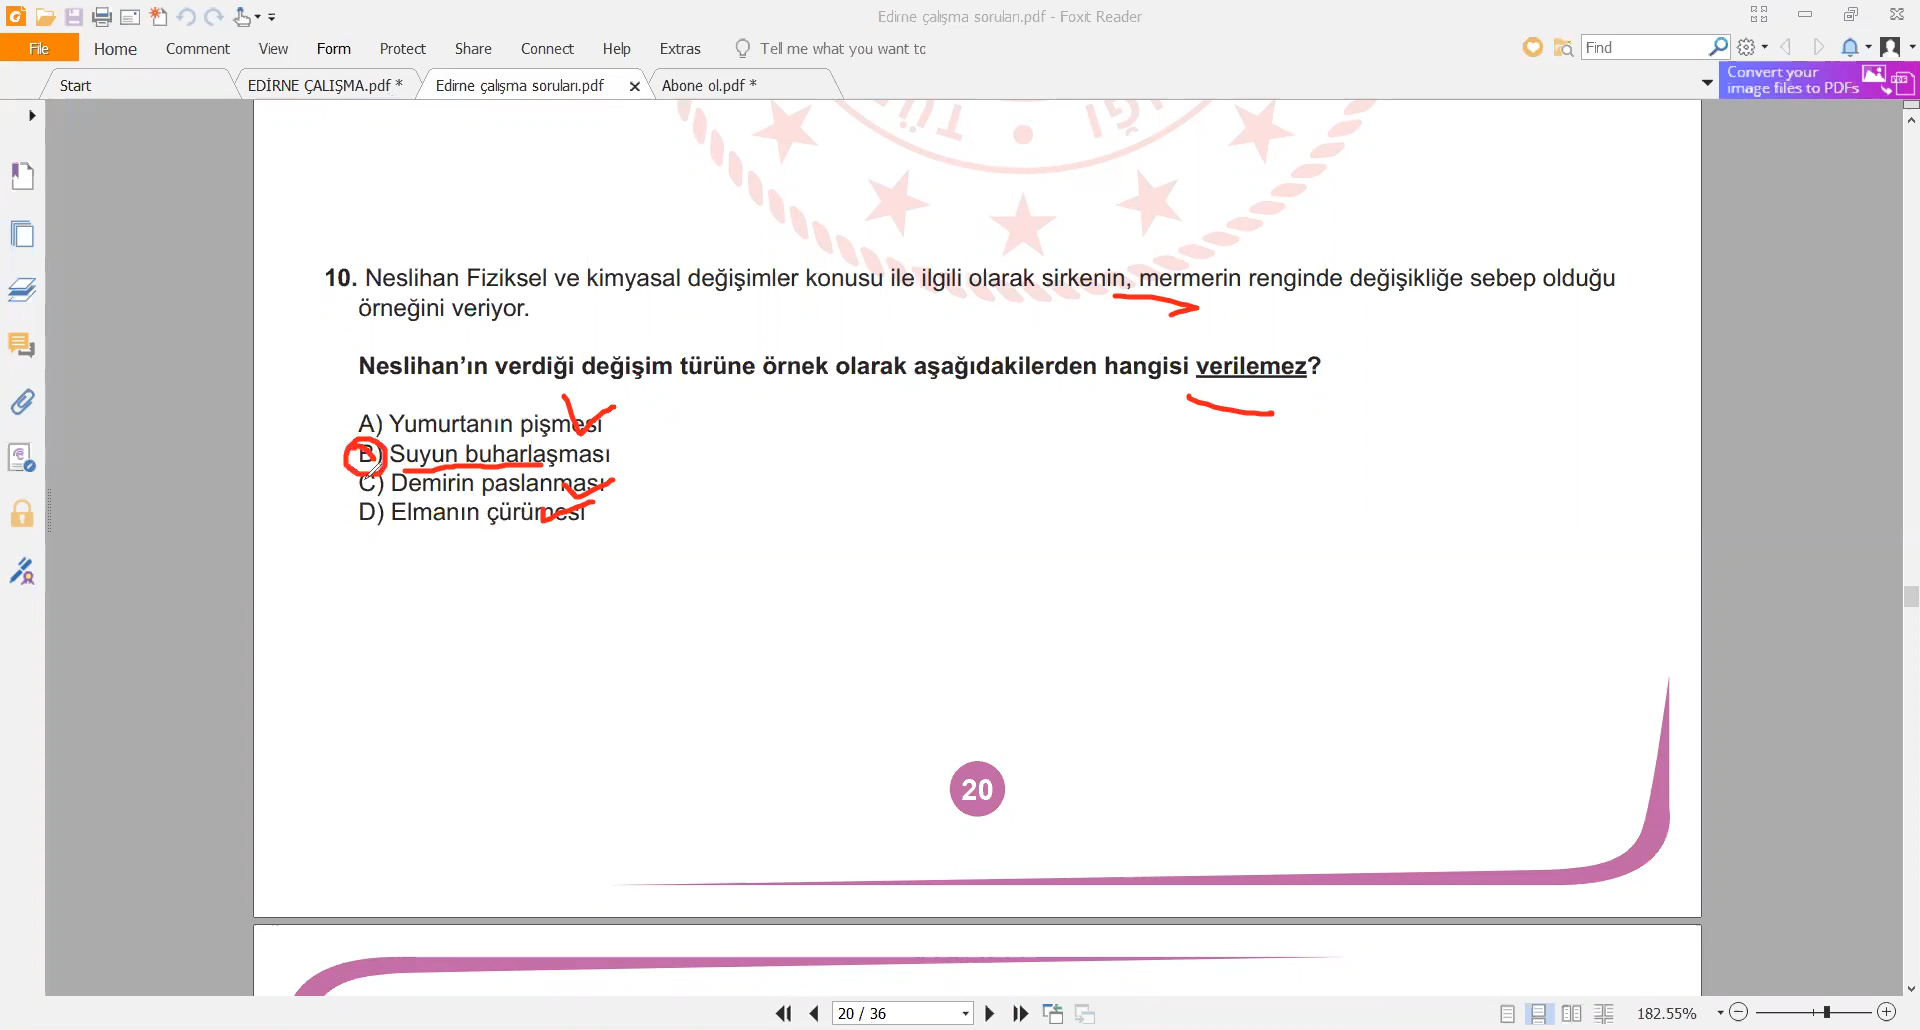 Edirne çalışma soruları.pdf - Foxit Reader
File Home Comment View Form Protect Share Connect Help Extras Tell me what you want to Find
Start EDİRNE ÇALIŞMA.pdf * Edirne çalışma soruları.pdf Abone ol.pdf *
Convert your
image files to PDFs
TÜ
İĞİ
10. Neslihan Fiziksel ve kimyasal değişimler konusu ile ilgili olarak sirkenin, mermerin renginde değişikliğe sebep olduğu
örneğini veriyor.
Neslihan’ın verdiği değişim türüne örnek olarak aşağıdakilerden hangisi verilemez?
A) Yumurtanın pişmesi
B) Suyun buharlaşması
C) Demirin paslanması
D) Elmanın çürümesi
20
20 / 36 182.55%